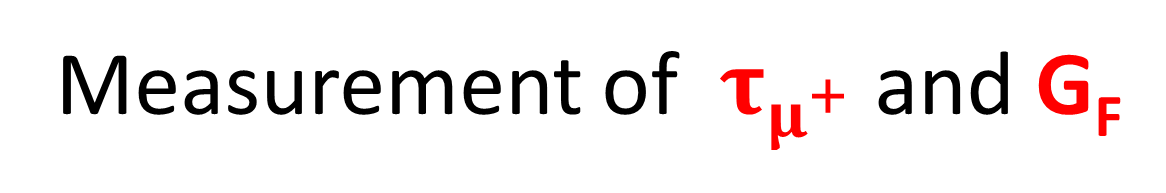 Measurement of τμ+ and GF